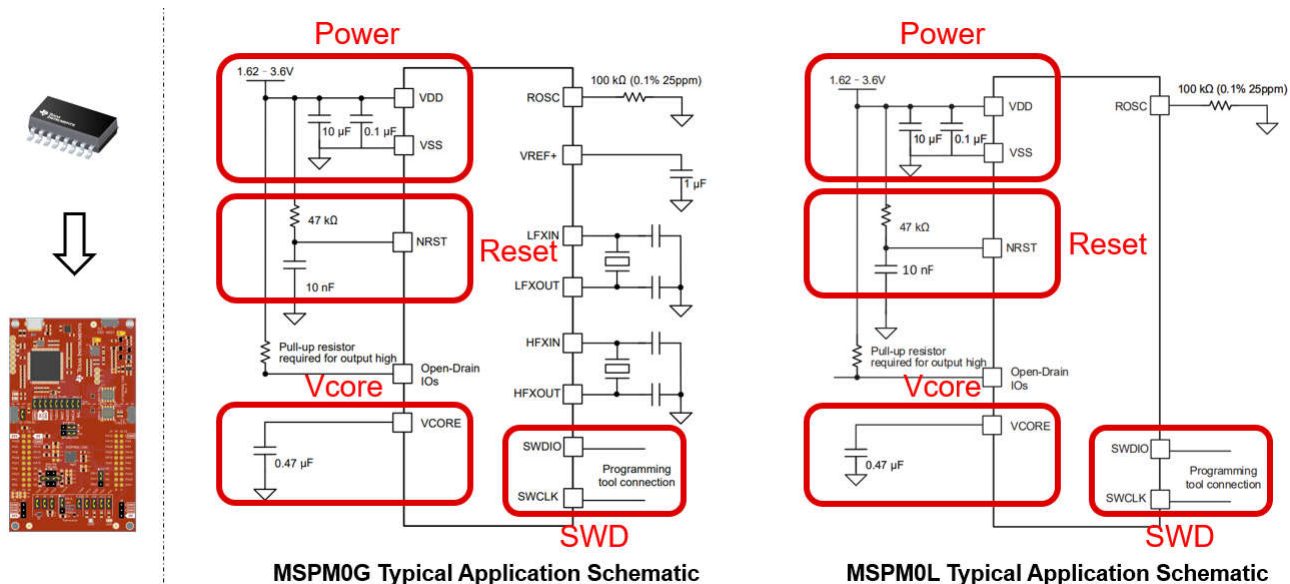 TEXAS INSTRUMENTS
TEXAS INSTRUMENTS
Power
1.62 - 3.6V
VDD
10 µF
0.1 µF
VSS
47 kΩ
NRST
Reset
10 nF
Pull-up resistor
required for output high
Open-Drain
IOs
Vcore
VCORE
0.47 µF
ROSC
100 kΩ (0.1% 25ppm)
VREF+
1 µF
LFXIN
LFXOUT
HFXIN
HFXOUT
SWDIO
Programming
tool connection
SWCLK
SWD
MSPM0G Typical Application Schematic
Power
1.62 - 3.6V
VDD
10 µF
0.1 µF
VSS
47 kΩ
NRST
Reset
10 nF
Pull-up resistor
required for output high
Open-Drain
IOs
Vcore
VCORE
0.47 µF
ROSC
100 kΩ (0.1% 25ppm)
SWDIO
Programming
tool connection
SWCLK
SWD
MSPM0L Typical Application Schematic